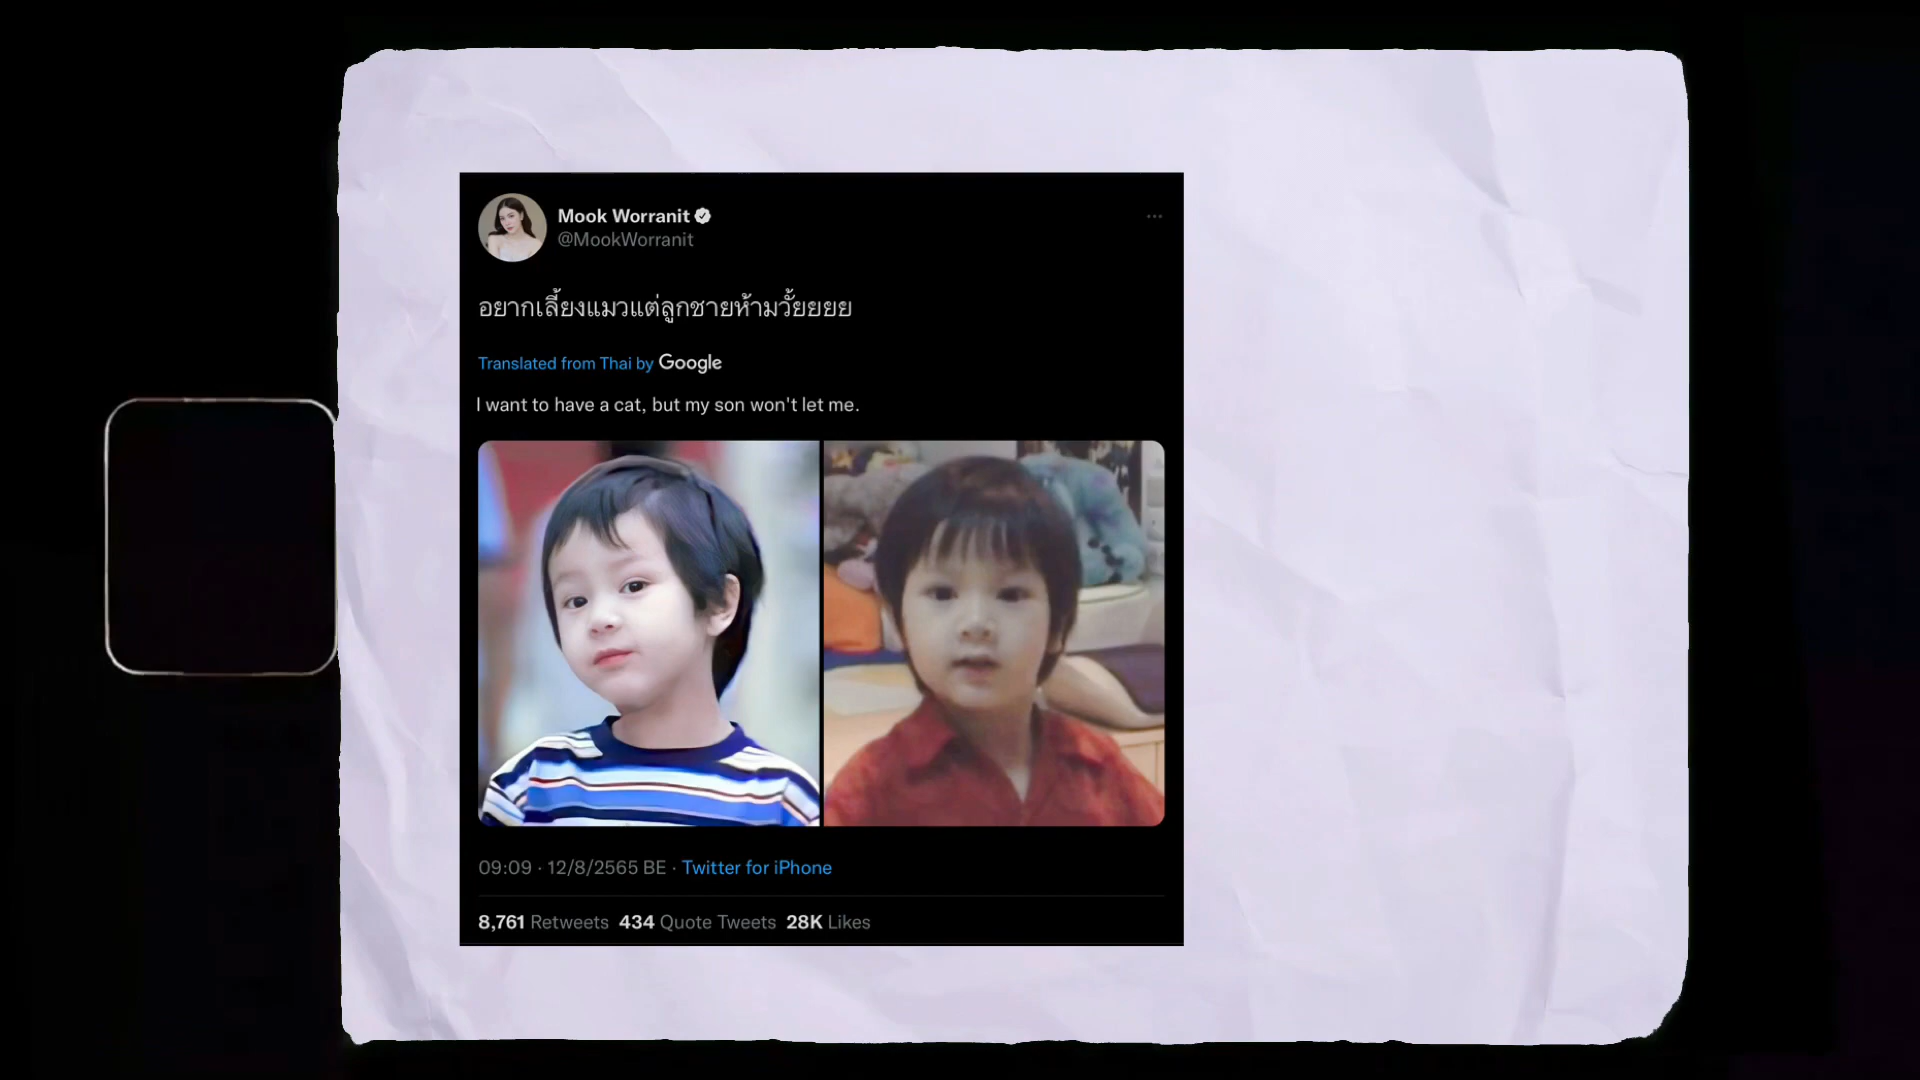 Mook Worranit
@MookWorranit
อยากเลี้ยงแมวแต่ลูกชายห้ามวั้ยยยย
Translated from Thai by Google
I want to have a cat, but my son won't let me.
09:09 · 12/8/2565 BE · Twitter for iPhone
8,761 Retweets 434 Quote Tweets 28K Likes